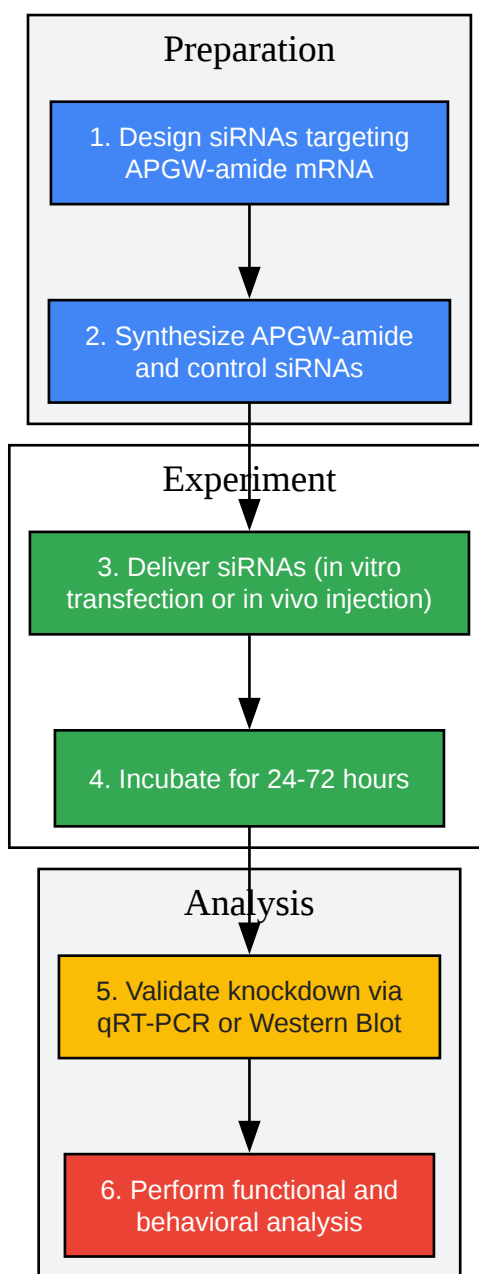 Preparation
1. Design siRNAs targeting
APGW-amide mRNA
2. Synthesize APGW-amide
and control siRNAs
Experiment
3. Deliver siRNAs (in vitro
transfection or in vivo injection)
4. Incubate for 24-72 hours
Analysis
5. Validate knockdown via
qRT-PCR or Western Blot
6. Perform functional and
behavioral analysis